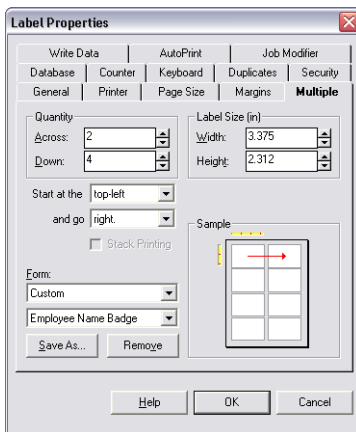 Label Properties
Write Data AutoPrint Job Modifier
Database Counter Keyboard Duplicates Security
General Printer Page Size Margins Multiple
Quantity Label Size (in)
Across: 2 Width: 3.375
Down: 4 Height: 2.312
Start at the top-left
and go right.
Stack Printing
Sample
Form:
Custom
Employee Name Badge
Save As... Remove
Help OK Cancel